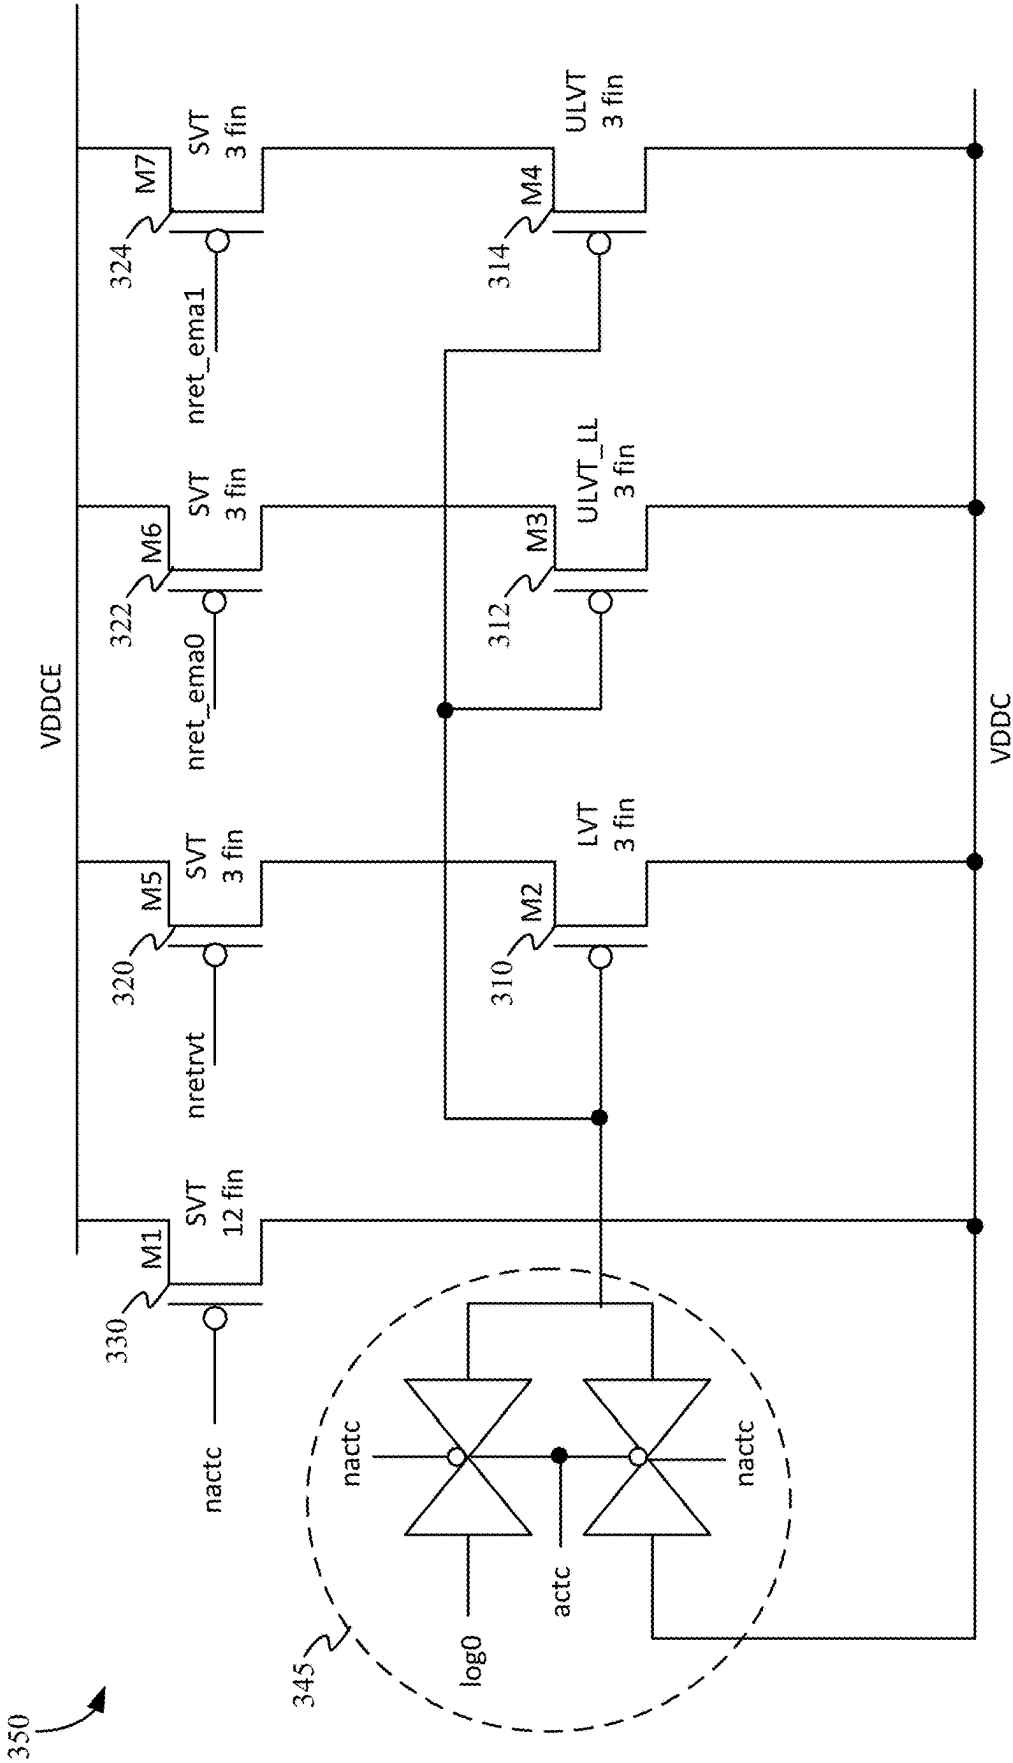 350
VDDCE
nactc
330
M1
SVT
12 fin
nretrvt
320
M5
SVT
3 fin
nret_ema0
322
M6
SVT
3 fin
nret_ema1
324
M7
SVT
3 fin
345
log0
nactc
actc
nactc
310
M2
LVT
3 fin
312
M3
ULVT_LL
3 fin
314
M4
ULVT
3 fin
VDDC